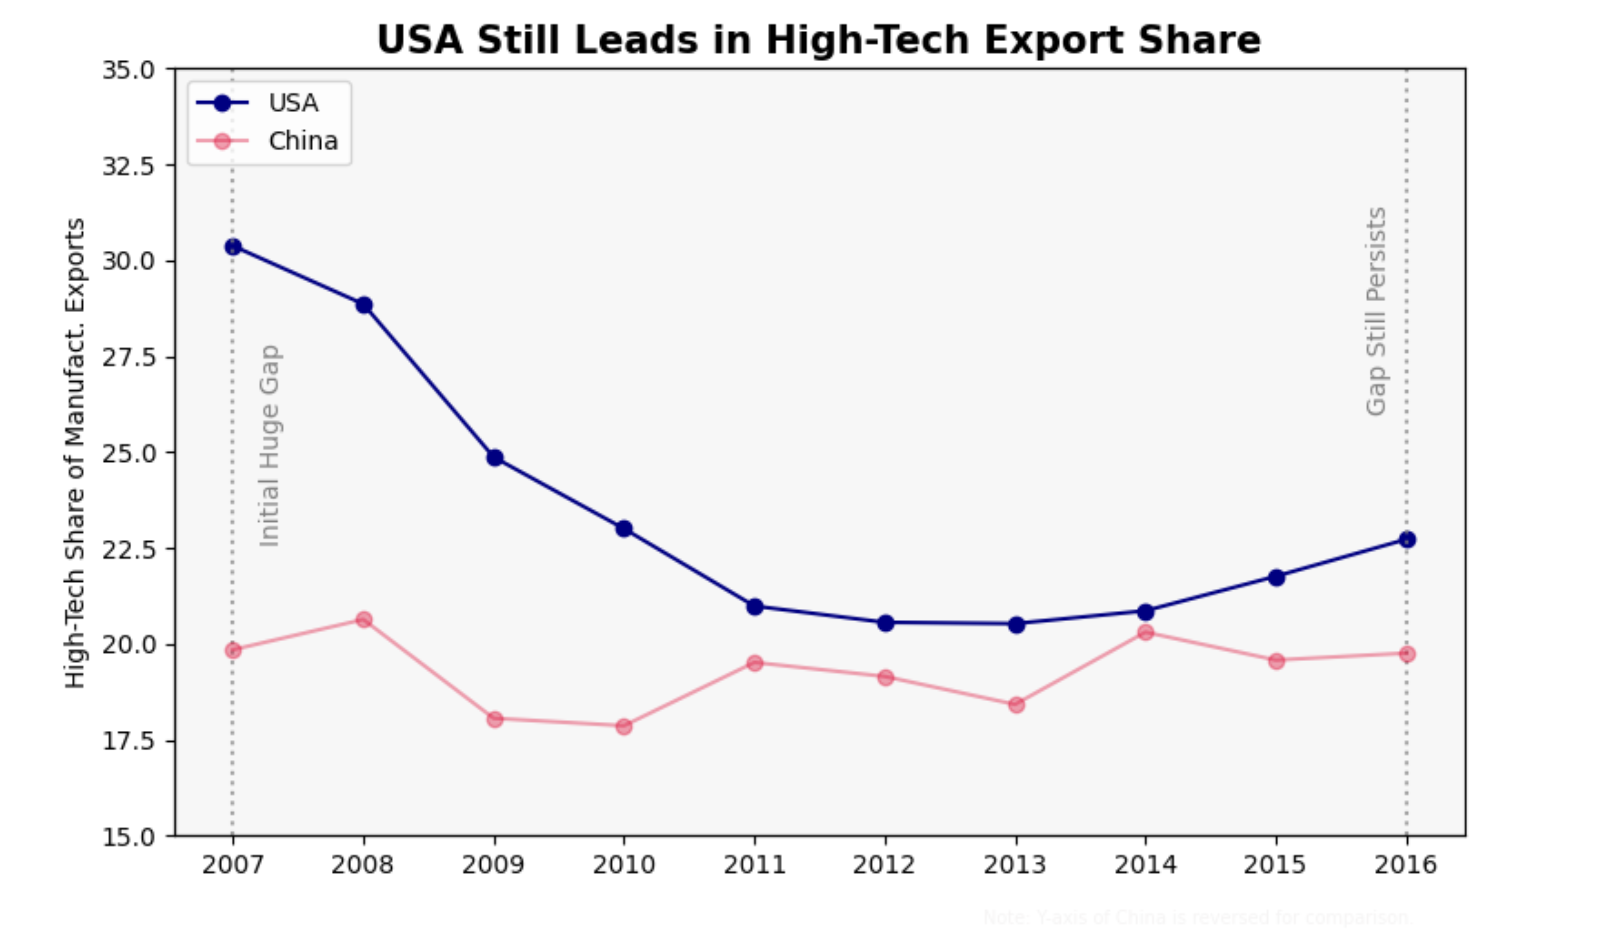 USA Still Leads in High-Tech Export Share
USA
China
High-Tech Share of Manufact. Exports
35.0
32.5
30.0
27.5
25.0
22.5
20.0
17.5
15.0
Initial Huge Gap
Gap Still Persists
2007 2008 2009 2010 2011 2012 2013 2014 2015 2016
Note: Y-axis of China is reversed for comparison.